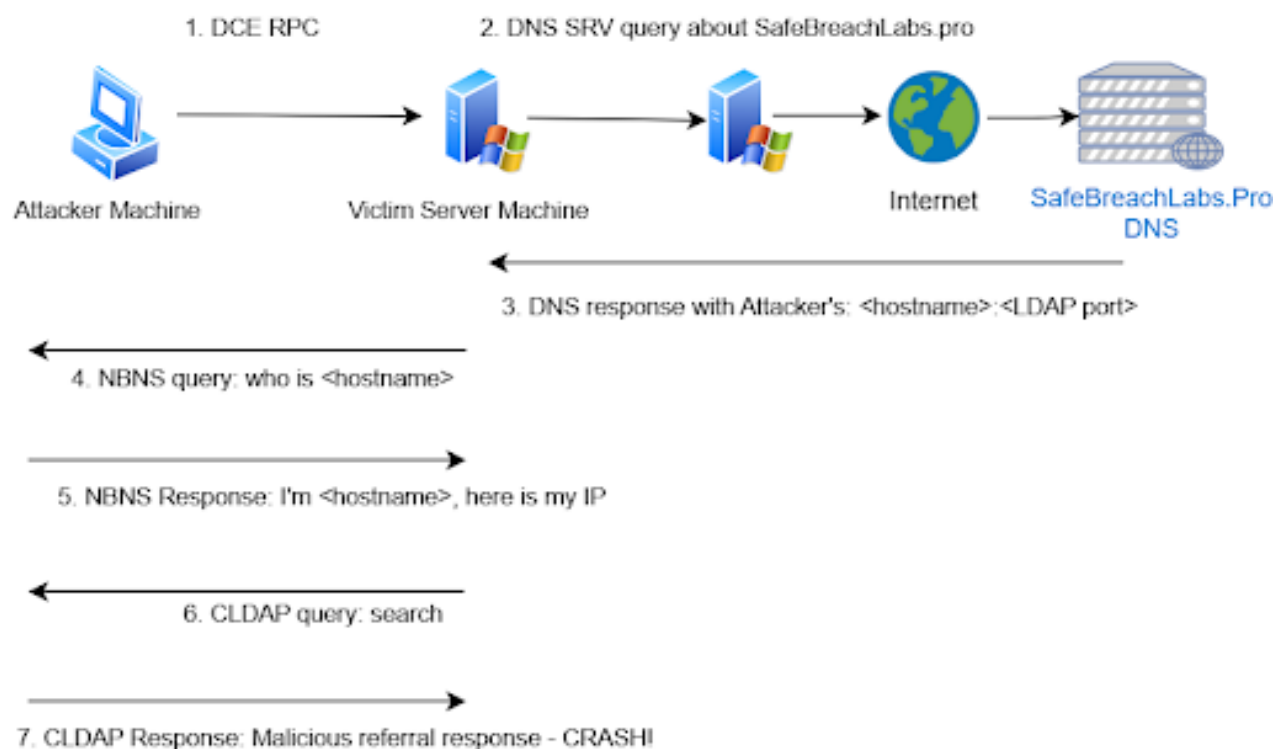 1. DCE RPC
2. DNS SRV query about SafeBreachLabs.pro
Attacker Machine
Victim Server Machine
Internet
SafeBreachLabs.Pro
DNS
3. DNS response with Attacker's: <hostname>:<LDAP port>
4. NBNS query: who is <hostname>
5. NBNS Response: I'm <hostname>, here is my IP
6. CLDAP query: search
7. CLDAP Response: Malicious referral response - CRASH!